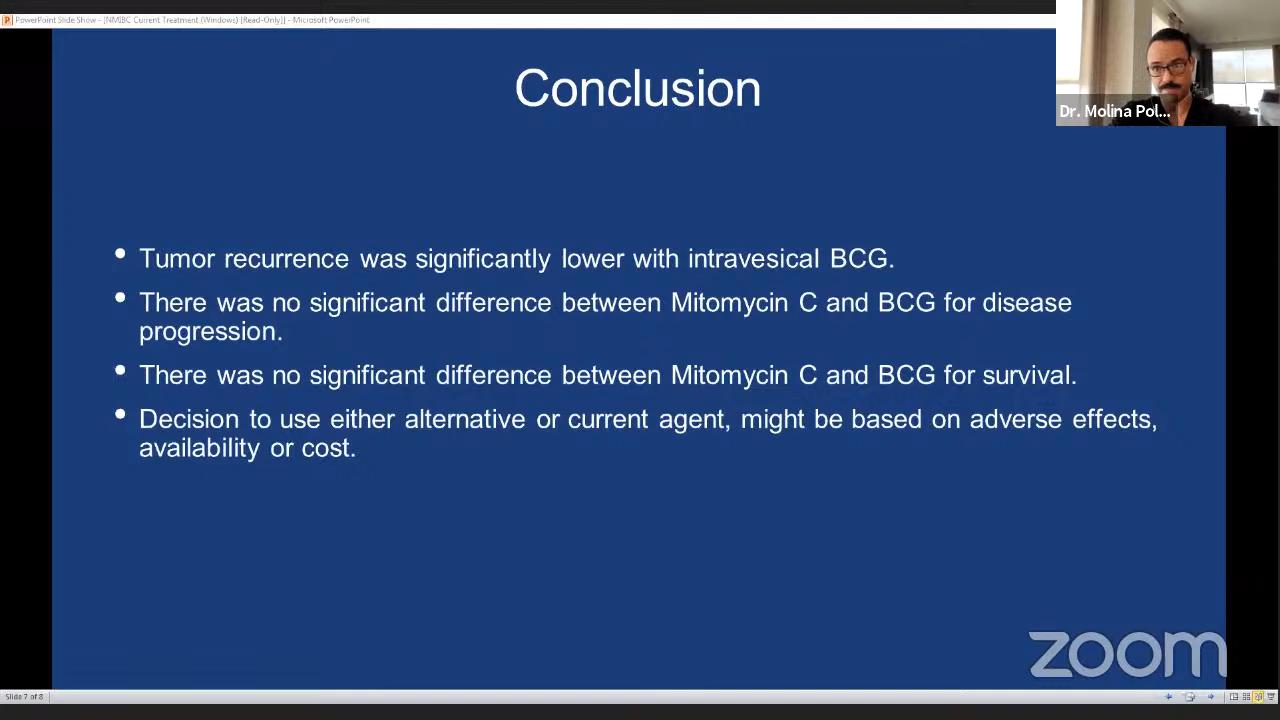 PowerPoint Slide Show - [NMIBC Current Treatment (Windows) [Read-Only]] - Microsoft PowerPoint
Dr. Molina Pol...
Conclusion
• Tumor recurrence was significantly lower with intravesical BCG.
• There was no significant difference between Mitomycin C and BCG for disease
progression.
• There was no significant difference between Mitomycin C and BCG for survival.
• Decision to use either alternative or current agent, might be based on adverse effects,
availability or cost.
zoom
Slide 7 of 8